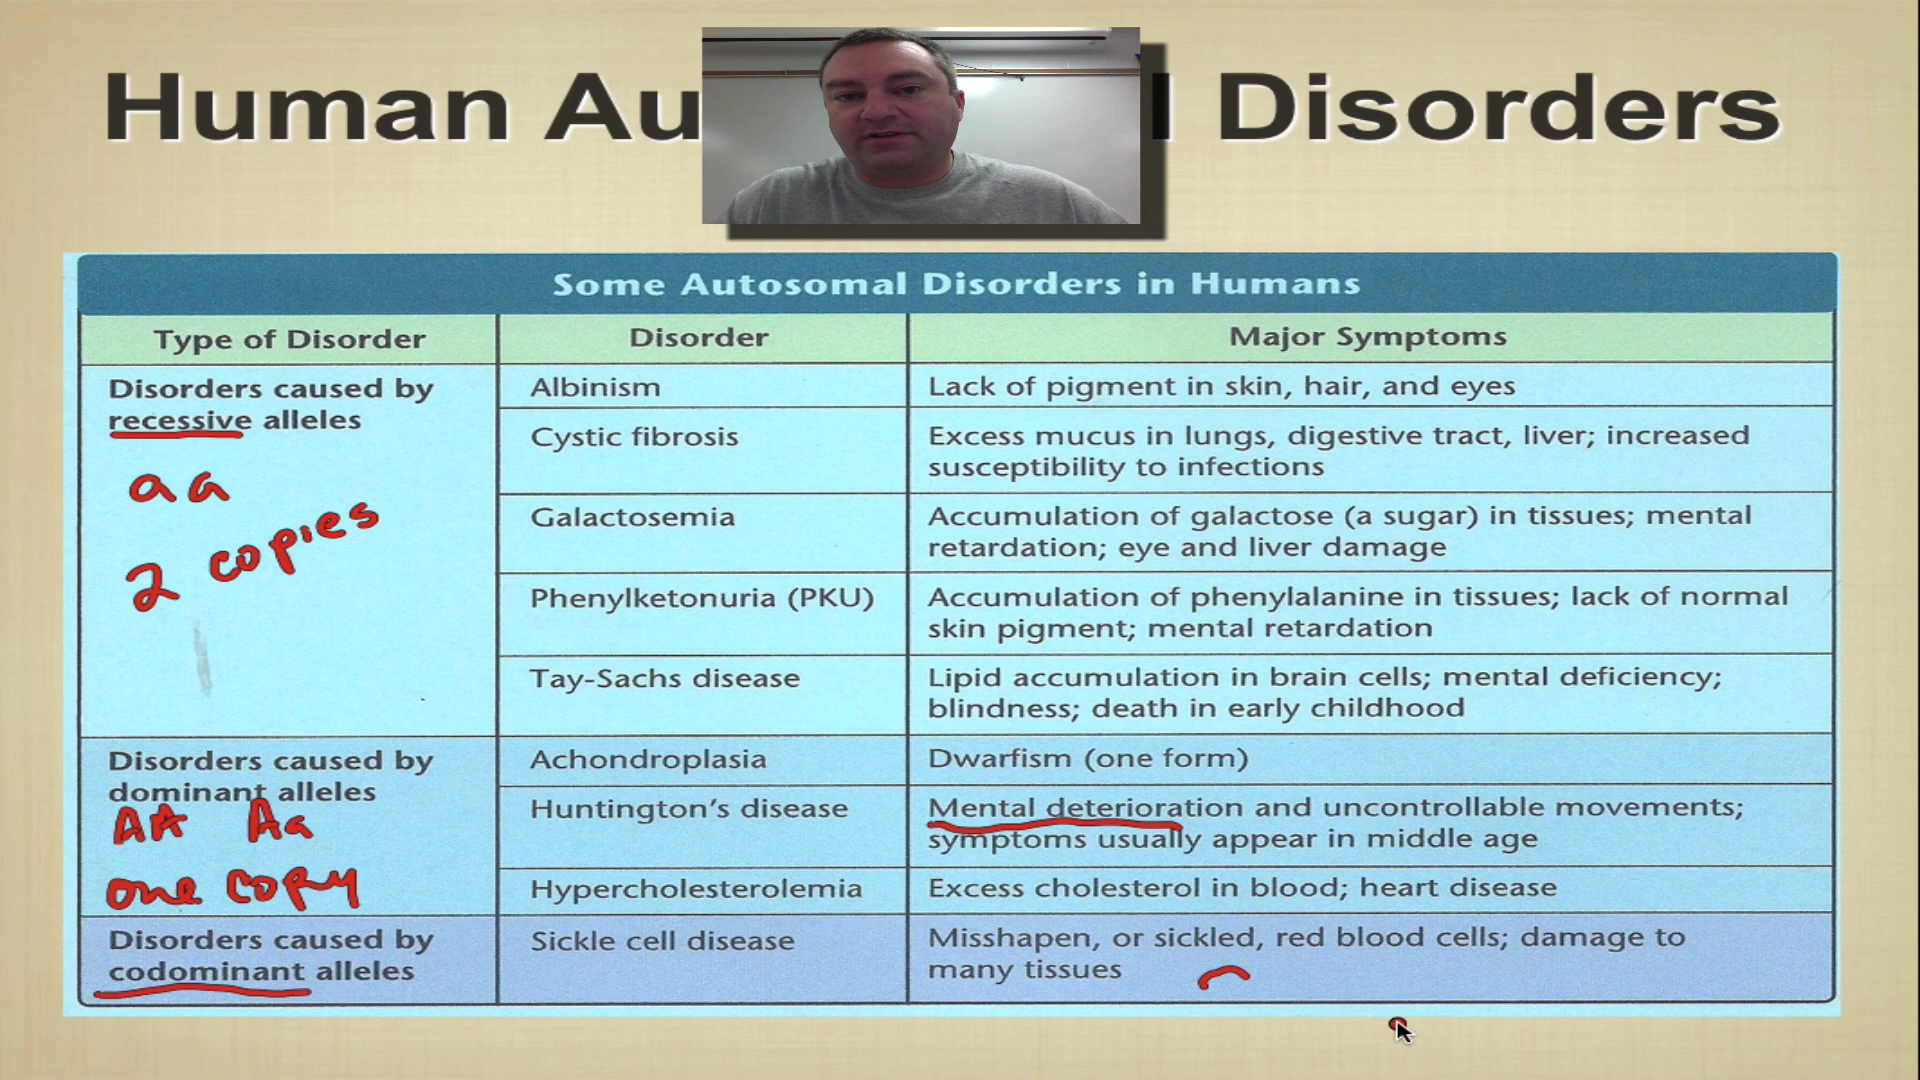 Human Au l Disorders
Some Autosomal Disorders in Humans
Type of Disorder
Disorder
Major Symptoms
Disorders caused by
recessive alleles
aa
2 copies
Albinism
Lack of pigment in skin, hair, and eyes
Cystic fibrosis
Excess mucus in lungs, digestive tract, liver; increased
susceptibility to infections
Galactosemia
Accumulation of galactose (a sugar) in tissues; mental
retardation; eye and liver damage
Phenylketonuria (PKU)
Accumulation of phenylalanine in tissues; lack of normal
skin pigment; mental retardation
Tay-Sachs disease
Lipid accumulation in brain cells; mental deficiency;
blindness; death in early childhood
Disorders caused by
dominant alleles
AA Aa
one copy
Achondroplasia
Dwarfism (one form)
Huntington's disease
Mental deterioration and uncontrollable movements;
symptoms usually appear in middle age
Hypercholesterolemia
Excess cholesterol in blood; heart disease
Disorders caused by
codominant alleles
Sickle cell disease
Misshapen, or sickled, red blood cells; damage to
many tissues